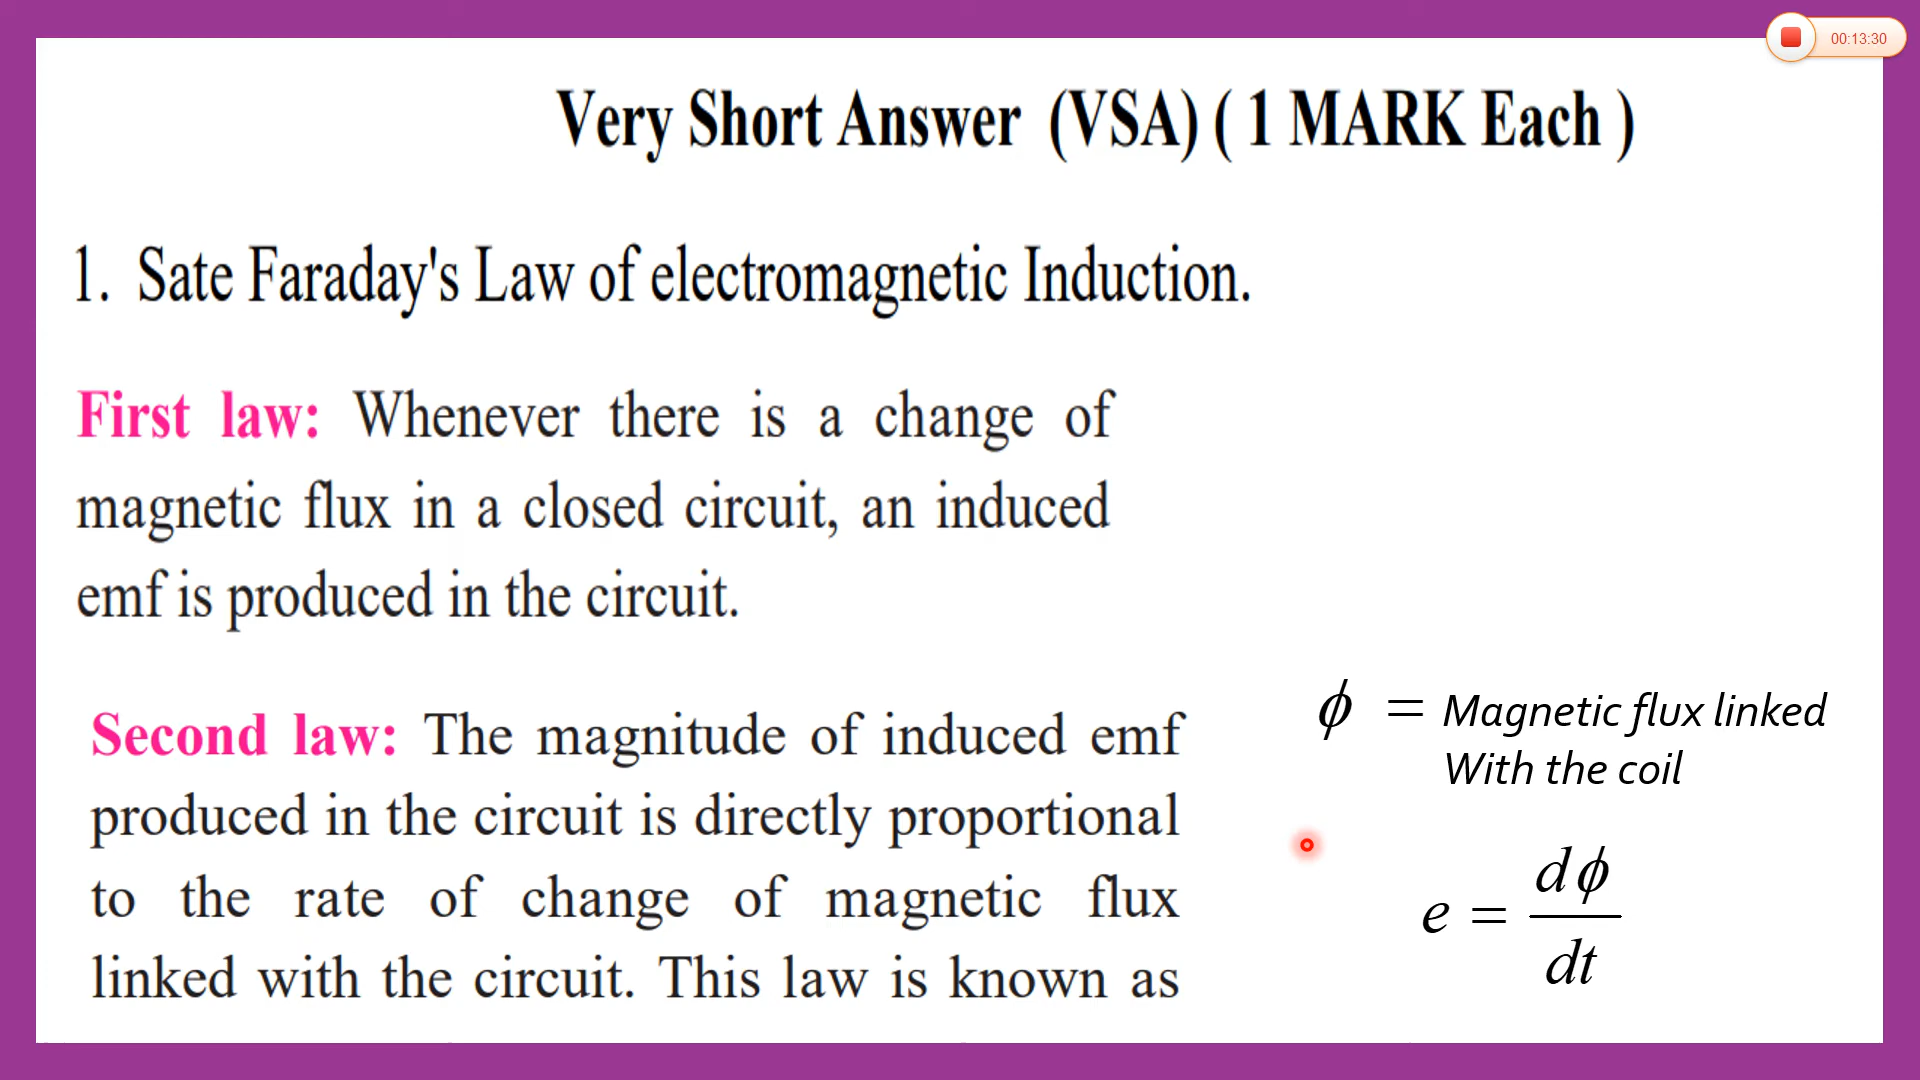 00:13:30
Very Short Answer (VSA) ( 1 MARK Each )
1. Sate Faraday's Law of electromagnetic Induction.
First law: Whenever there is a change of
magnetic flux in a closed circuit, an induced
emf is produced in the circuit.
Second law: The magnitude of induced emf
produced in the circuit is directly proportional
to the rate of change of magnetic flux
linked with the circuit. This law is known as
ϕ = Magnetic flux linked
With the coil
e = dϕ/dt